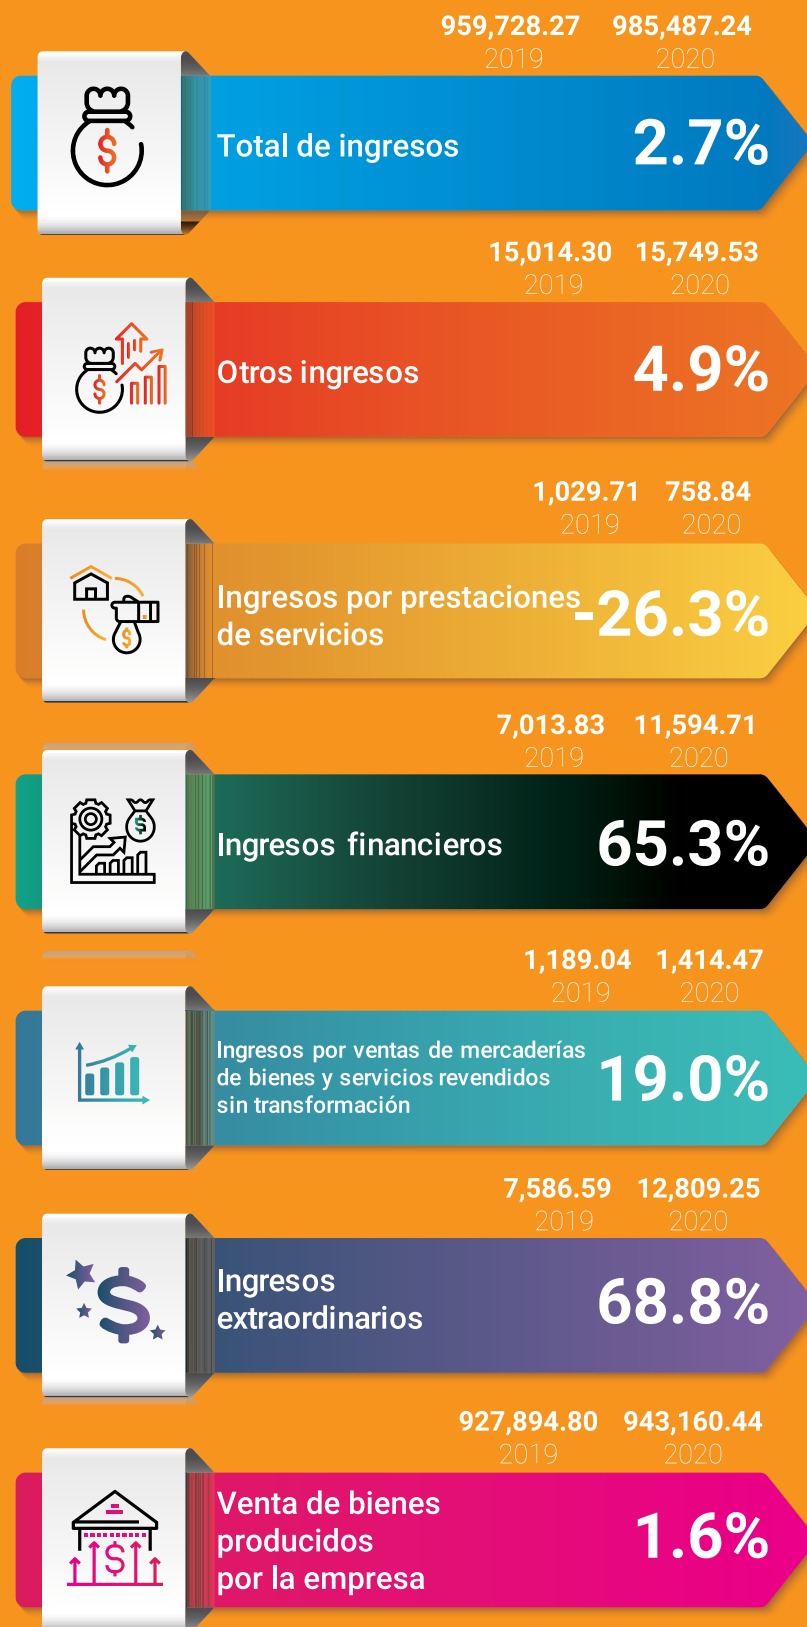 959,728.27 985,487.24
2019 2020
Total de ingresos 2.7%
15,014.30 15,749.53
2019 2020
Otros ingresos 4.9%
1,029.71 758.84
2019 2020
Ingresos por prestaciones
de servicios
-26.3%
7,013.83 11,594.71
2019 2020
Ingresos financieros 65.3%
1,189.04 1,414.47
2019 2020
Ingresos por ventas de mercaderías
de bienes y servicios revendidos
sin transformación
19.0%
7,586.59 12,809.25
2019 2020
Ingresos
extraordinarios
68.8%
927,894.80 943,160.44
2019 2020
Venta de bienes
producidos
por la empresa
1.6%